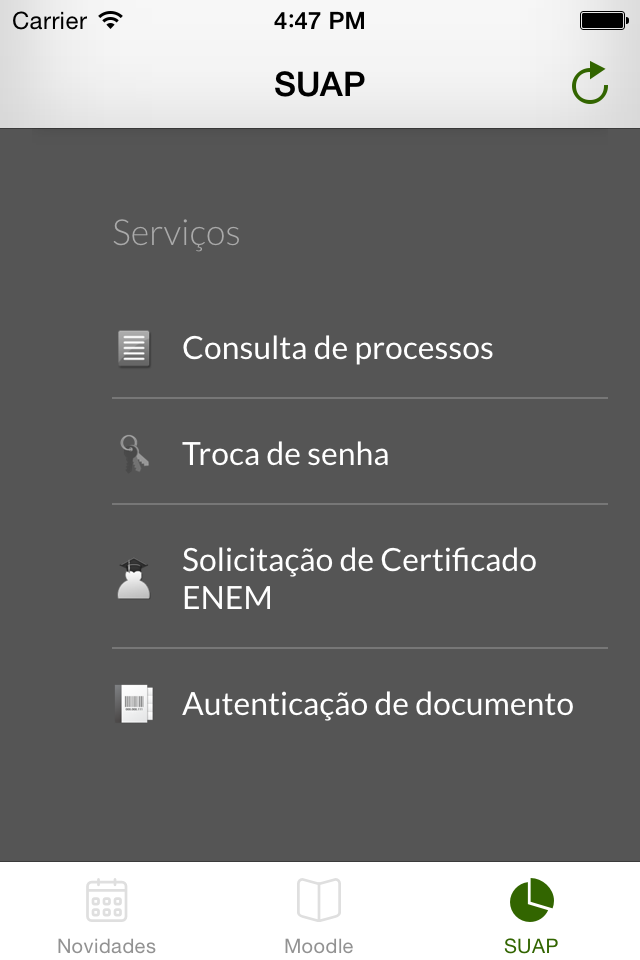 Carrier 4:47 PM
SUAP
Serviços
Consulta de processos
Troca de senha
Solicitação de Certificado
ENEM
Autenticação de documento
Novidades Moodle SUAP